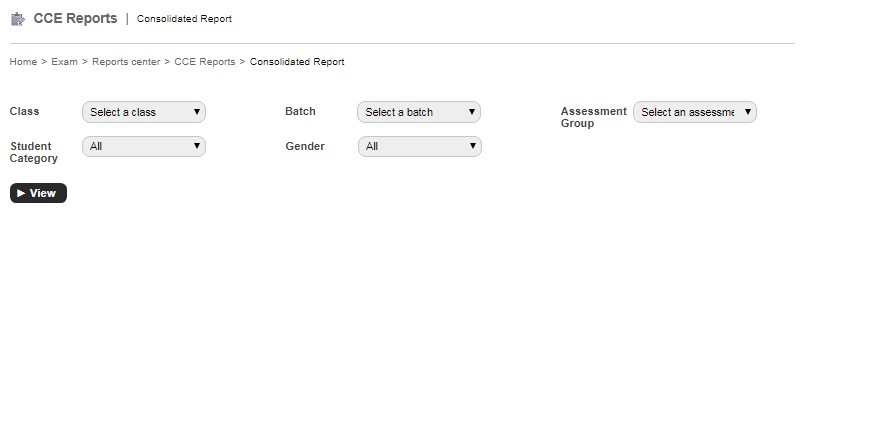 CCE Reports | Consolidated Report
Home > Exam > Reports center > CCE Reports > Consolidated Report
Class Select a class Batch Select a batch Assessment Group Select an assessme
Student Category All Gender All
View